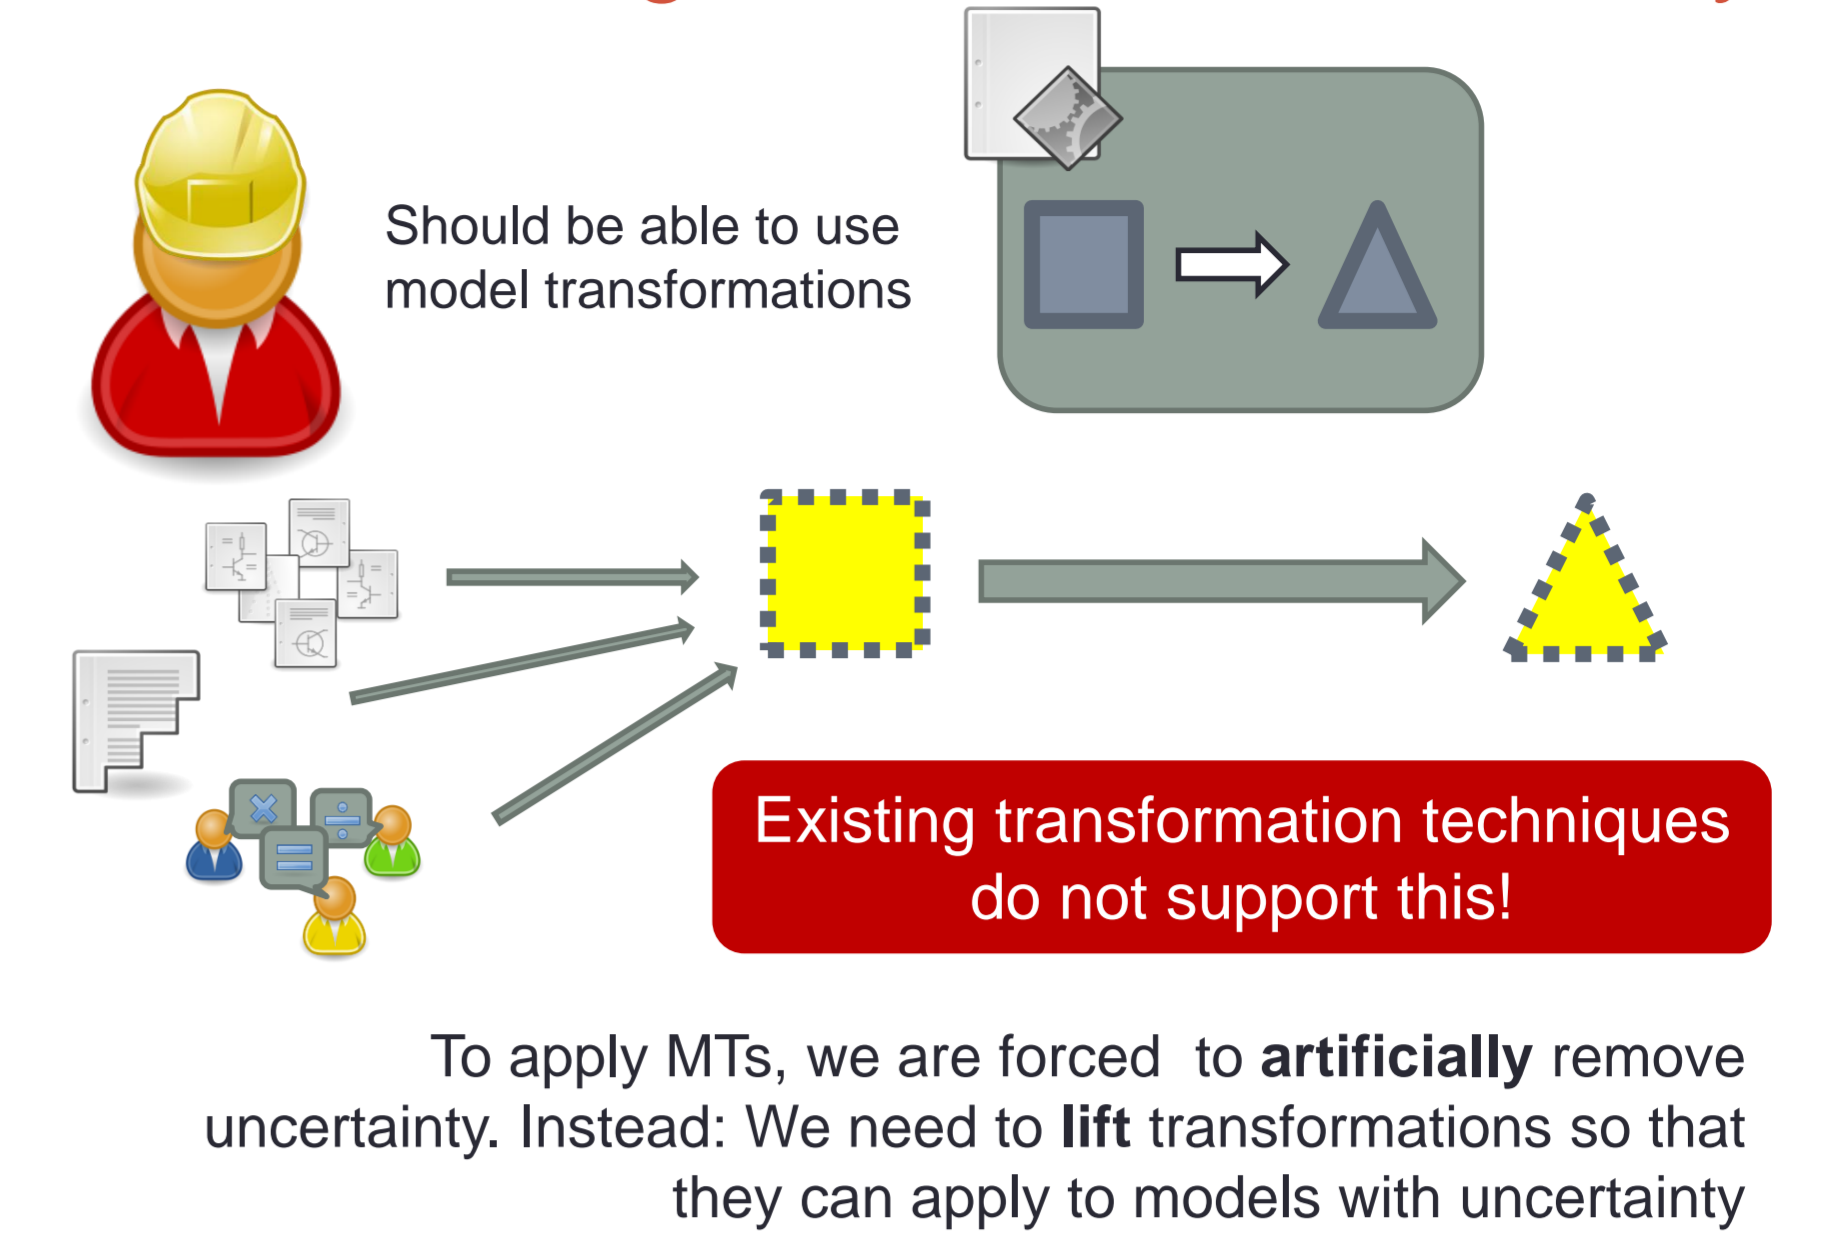 Should be able to use
model transformations
Existing transformation techniques
do not support this!
To apply MTs, we are forced to artificially remove
uncertainty. Instead: We need to lift transformations so that
they can apply to models with uncertainty